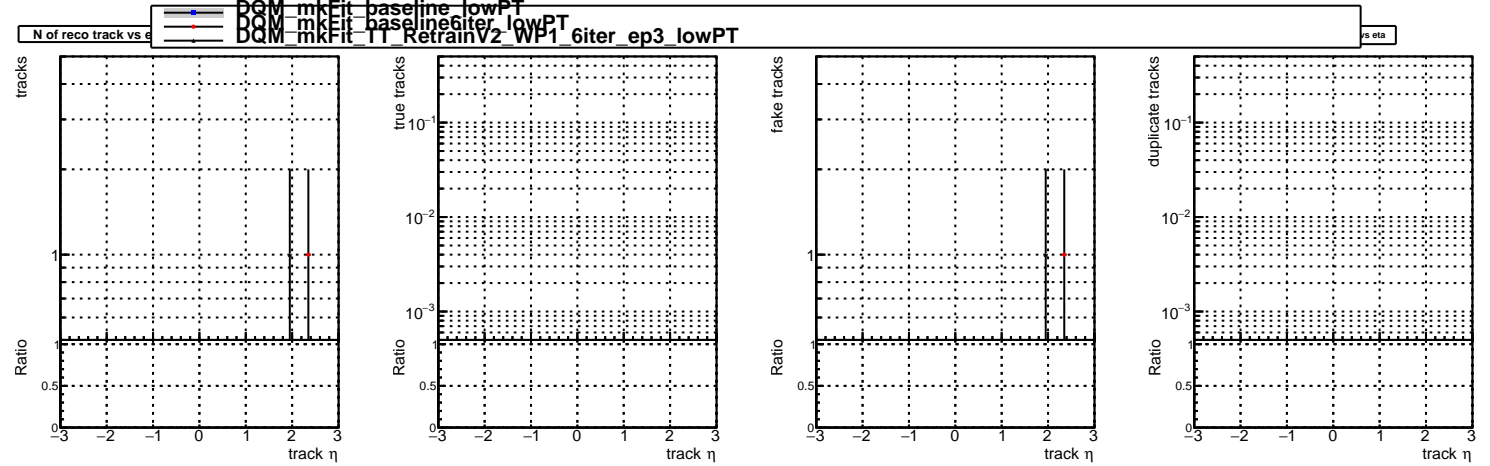 DQM_mkFit_baseline_lowPT
DQM_mkFit_baseline6iter_lowPT
DQM_mkFit_TT_RetrainV2_WP1_6iter_ep3_lowPT
N of reco track vs e
vs eta
tracks
1
Ratio
1
0.5
0
−3 −2 −1 0 1 2 3
track η
true tracks
10⁻¹
10⁻²
10⁻³
Ratio
1
0.5
0
−3 −2 −1 0 1 2 3
track η
fake tracks
1
Ratio
1
0.5
0
−3 −2 −1 0 1 2 3
track η
duplicate tracks
10⁻¹
10⁻²
10⁻³
Ratio
1
0.5
0
−3 −2 −1 0 1 2 3
track η